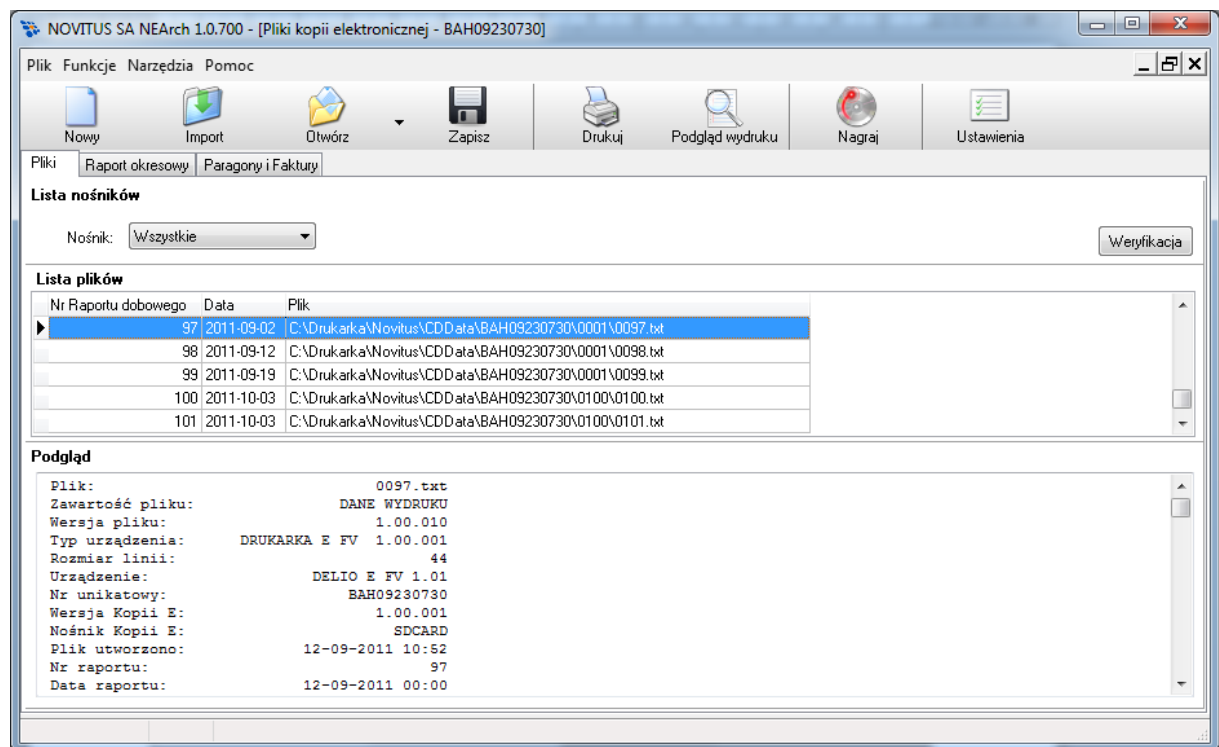 NOVITUS SA NEArch 1.0.700 - [Pliki kopii elektronicznej - BAH09230730]
Plik Funkcje Narzędzia Pomoc
Nowy Import Otwórz Zapisz Drukuj Podgląd wydruku Nagraj Ustawienia
Pliki Raport okresowy Paragony i Faktury
Lista nośników
Nośnik: Wszystkie Weryfikacja
Lista plików
Nr Raportu dobowego Data Plik
97 2011-09-02 C:\Drukarka\Novitus\CDData\BAH09230730\0001\0097.txt
98 2011-09-12 C:\Drukarka\Novitus\CDData\BAH09230730\0001\0098.txt
99 2011-09-19 C:\Drukarka\Novitus\CDData\BAH09230730\0001\0099.txt
100 2011-10-03 C:\Drukarka\Novitus\CDData\BAH09230730\0100\0100.txt
101 2011-10-03 C:\Drukarka\Novitus\CDData\BAH09230730\0100\0101.txt
Podgląd
Plik: 0097.txt
Zawartość pliku: DANE WYDRUKU
Wersja pliku: 1.00.010
Typ urządzenia: DRUKARKA E FV 1.00.001
Rozmiar linii: 44
Urządzenie: DELIO E FV 1.01
Nr unikatowy: BAH09230730
Wersja Kopii E: 1.00.001
Nośnik Kopii E: SDCARD
Plik utworzono: 12-09-2011 10:52
Nr raportu: 97
Data raportu: 12-09-2011 00:00